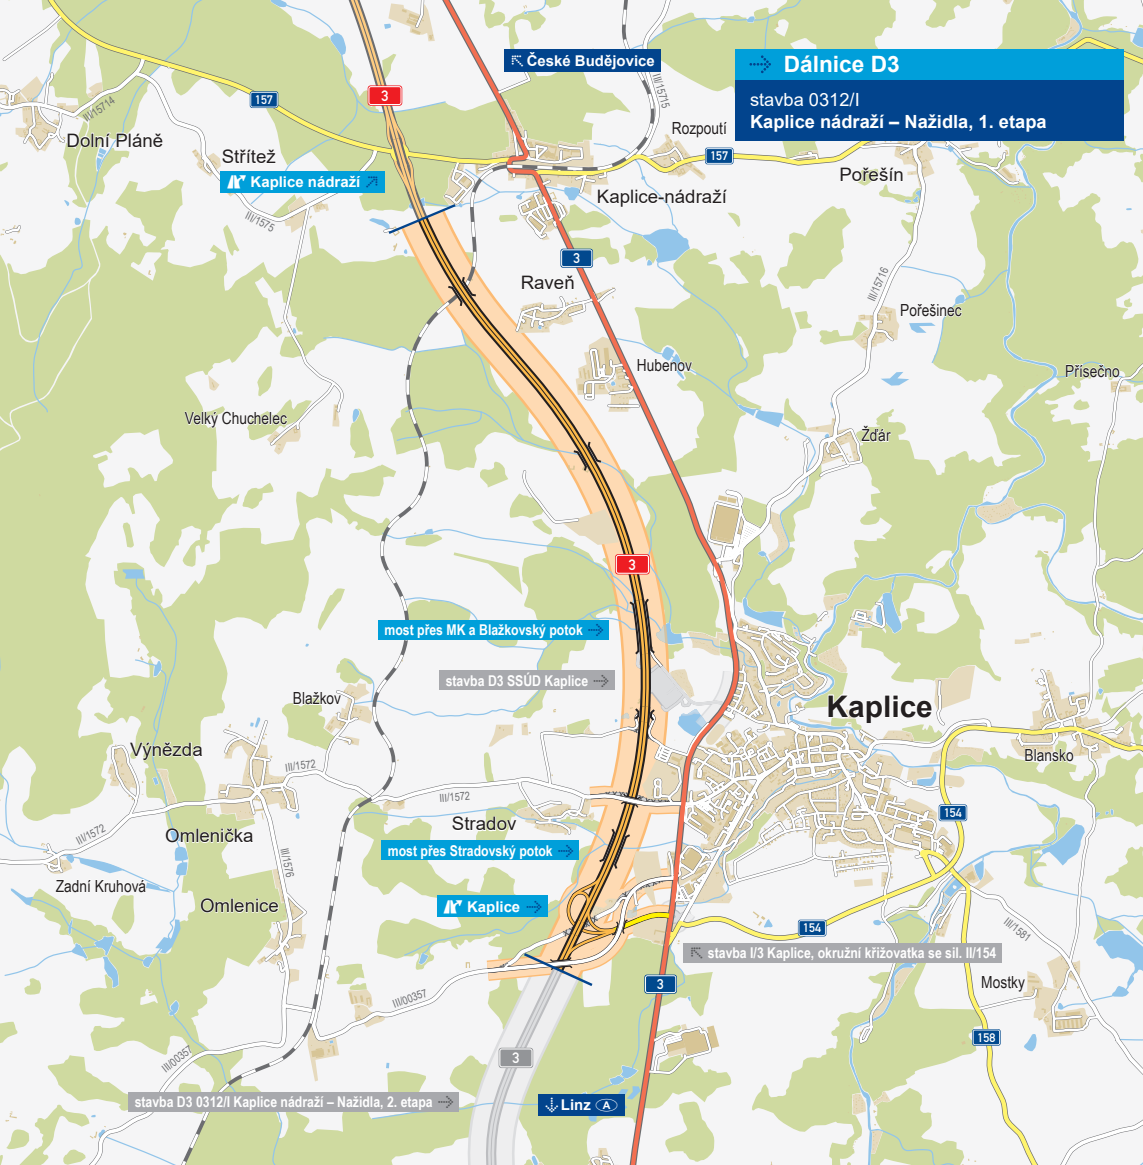 České Budějovice
Dálnice D3
stavba 0312/I
Kaplice nádraží – Nažidla, 1. etapa
3
157
III/15714
III/15715
Dolní Pláně
Rozpoutí
157
Střítež
Kaplice nádraží
Pořešín
Kaplice-nádraží
III/1575
3
Raveň
III/15716
Pořešinec
Hubenov
Přísečno
Velký Chuchelec
Žďár
3
most přes MK a Blažkovský potok
stavba D3 SSÚD Kaplice
Blažkov
Kaplice
Výnězda
Blansko
III/1572
III/1572
III/1572
Stradov
154
Omlenička
most přes Stradovský potok
III/1576
Zadní Kruhová
Omlenice
Kaplice
154
III/1581
stavba I/3 Kaplice, okružní křižovatka se sil. II/154
3
Mostky
III/00357
158
III/00357
3
stavba D3 0312/I Kaplice nádraží – Nažidla, 2. etapa
Linz A